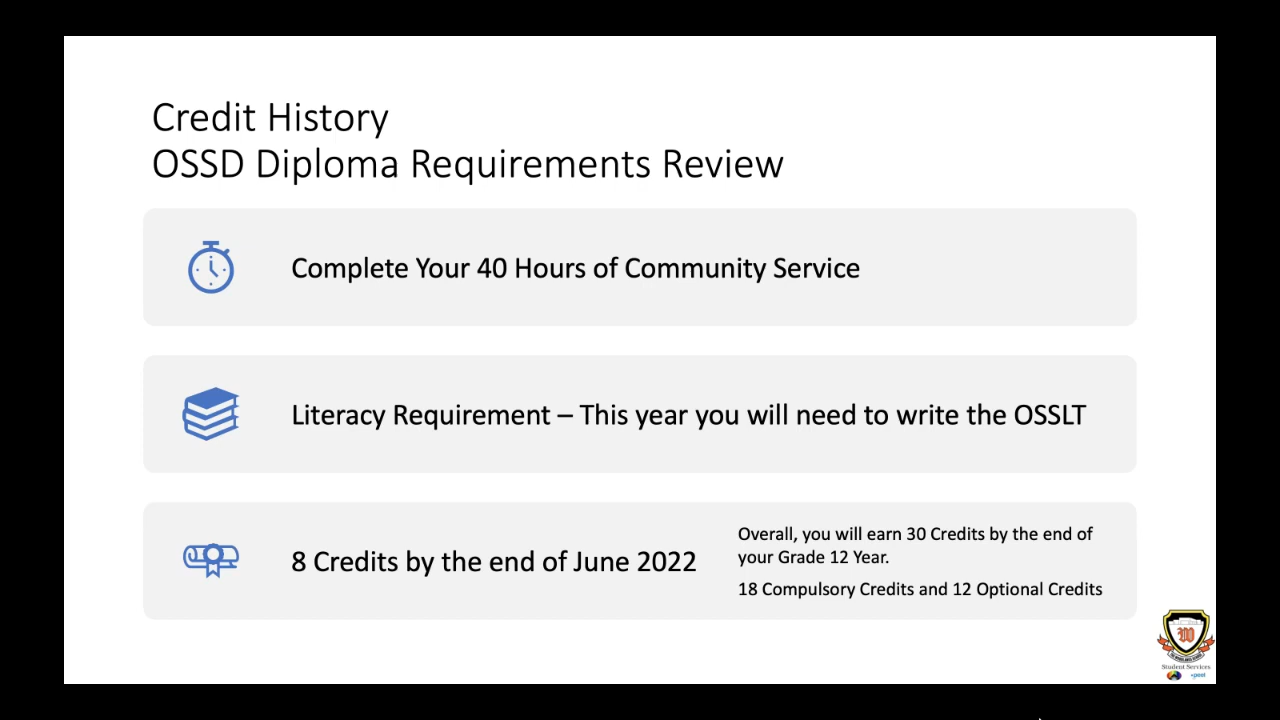 Credit History
OSSD Diploma Requirements Review
Complete Your 40 Hours of Community Service
Literacy Requirement – This year you will need to write the OSSLT
8 Credits by the end of June 2022
Overall, you will earn 30 Credits by the end of
your Grade 12 Year.
18 Compulsory Credits and 12 Optional Credits
W
Student Services
peel